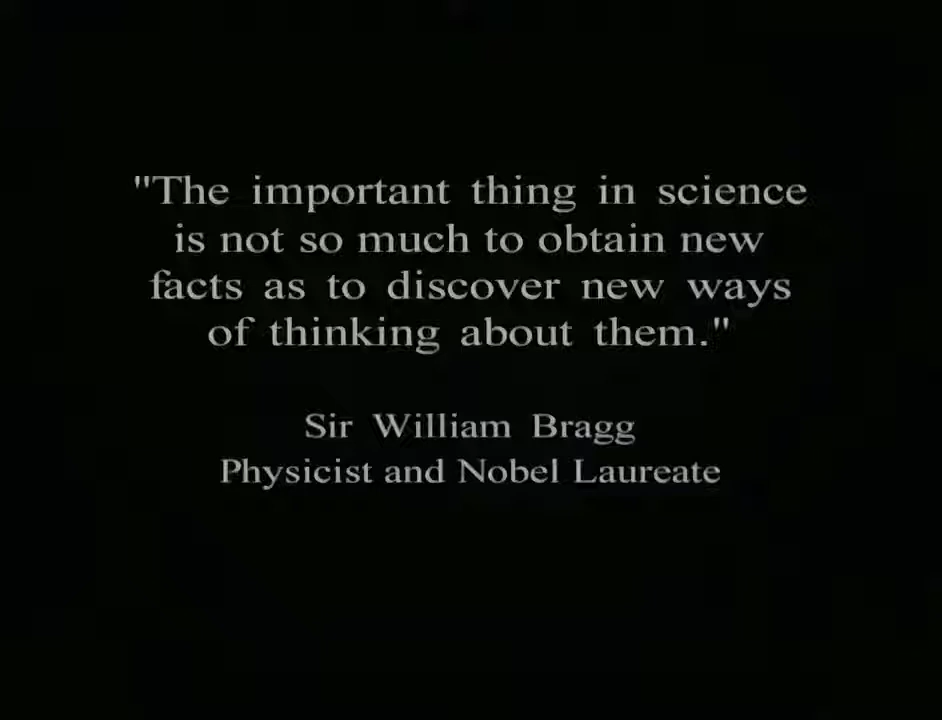 "The important thing in science
is not so much to obtain new
facts as to discover new ways
of thinking about them."
Sir William Bragg
Physicist and Nobel Laureate